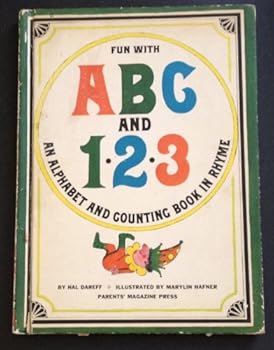 FUN WITH
ABC
AND
1·2·3
AN ALPHABET AND COUNTING BOOK IN RHYME
BY HAL DAREFF • ILLUSTRATED BY MARYLIN HAFNER
PARENTS' MAGAZINE PRESS